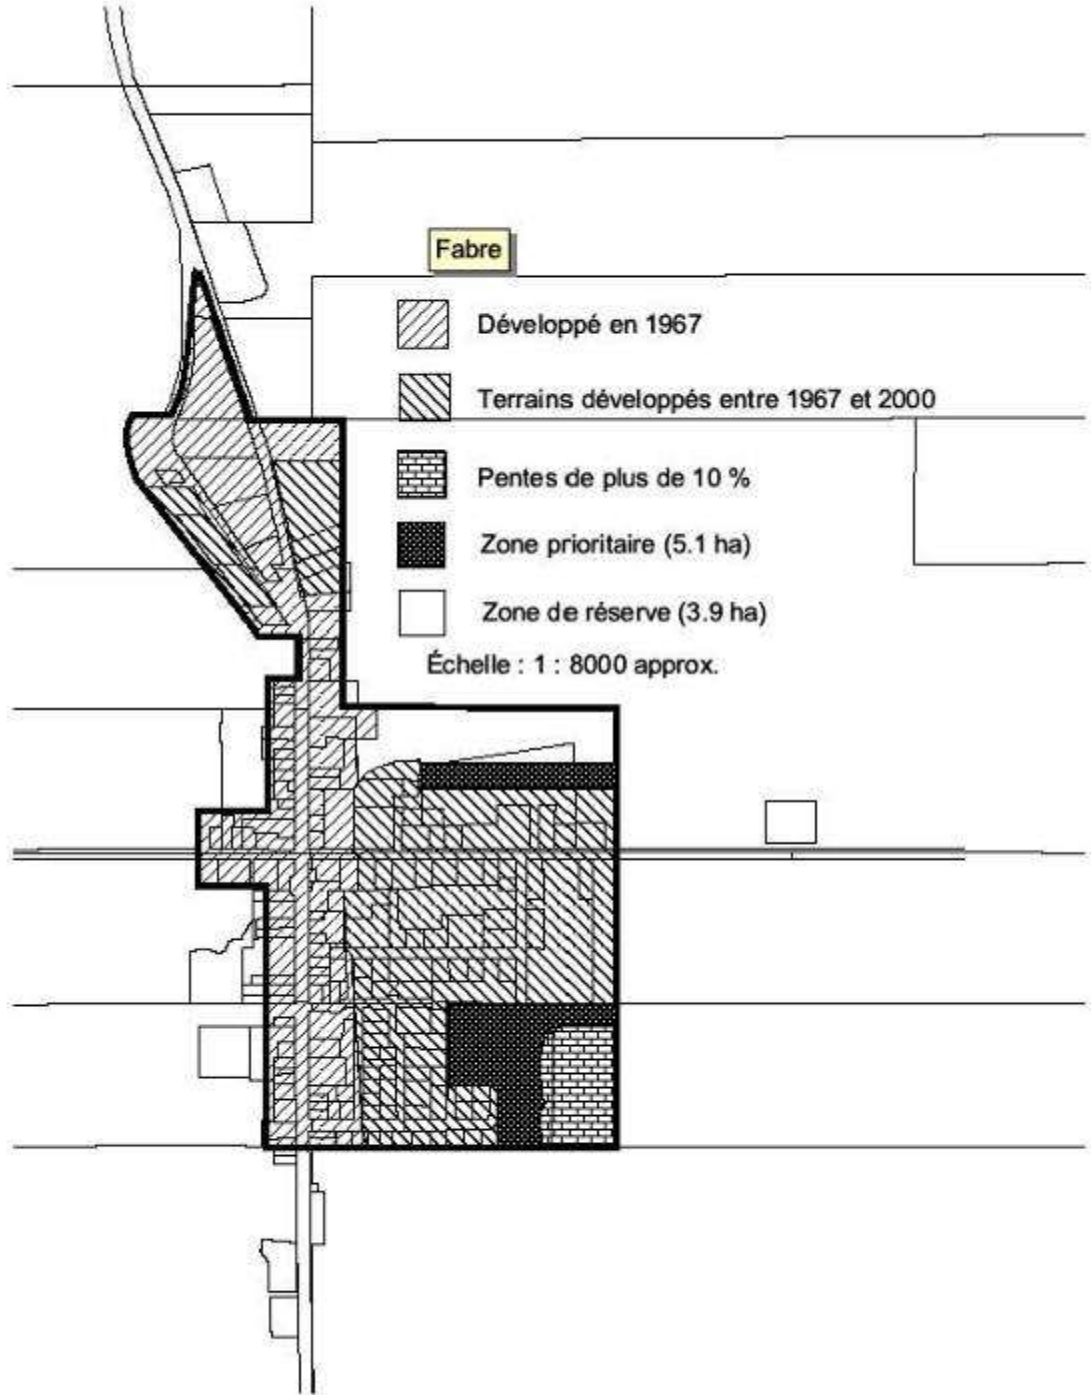 Fabre
Développé en 1967
Terrains développés entre 1967 et 2000
Pentes de plus de 10 %
Zone prioritaire (5.1 ha)
Zone de réserve (3.9 ha)
Échelle : 1 : 8000 approx.